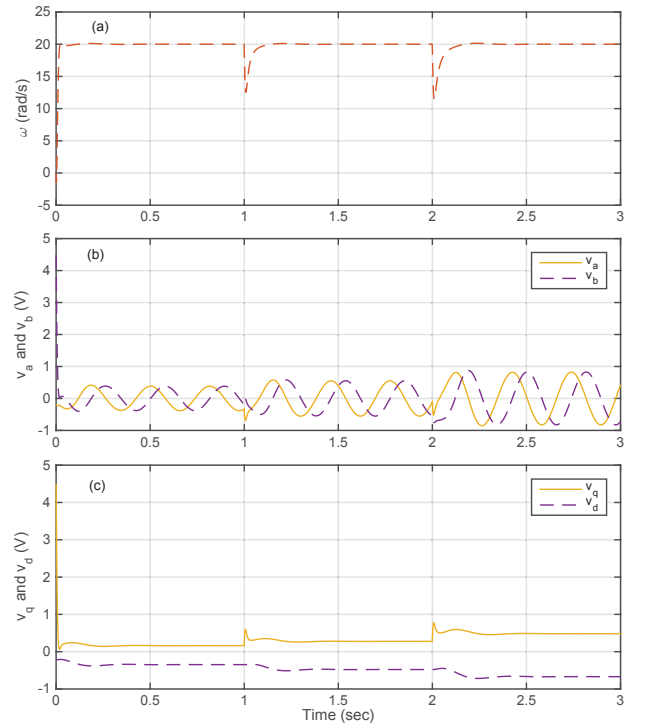 (a)
25
20
15
10
5
0
-5
ω (rad/s)
0 0.5 1 1.5 2 2.5 3
(b)
5
4
3
2
1
0
-1
v_a and v_b (V)
v_a
v_b
0 0.5 1 1.5 2 2.5 3
(c)
5
4
3
2
1
0
-1
v_q and v_d (V)
v_q
v_d
0 0.5 1 1.5 2 2.5 3
Time (sec)